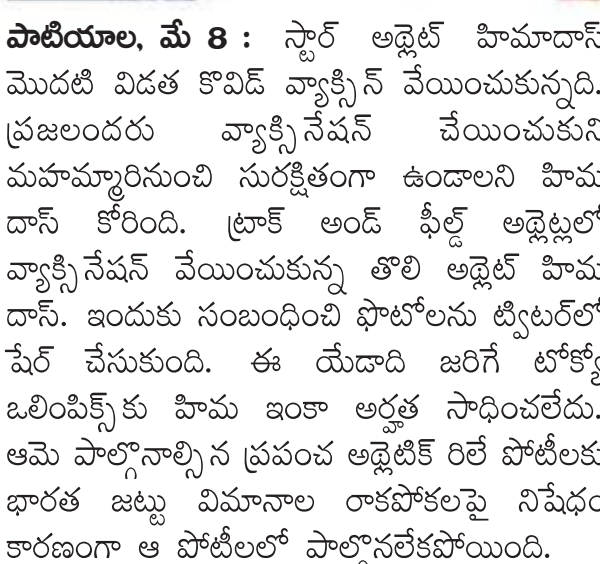 పాటియాల, మే 8 : స్టార్ అథ్లెట్ హిమాదాస్
మొదటి విడత కొవిడ్ వ్యాక్సిన్ వేయించుకున్నది.
ప్రజలందరు వ్యాక్సినేషన్ చేయించుకుని
మహమ్మారినుంచి సురక్షితంగా ఉండాలని హిమ
దాస్ కోరింది. ట్రాక్ అండ్ ఫీల్డ్ అథ్లెట్లలో
వ్యాక్సినేషన్ వేయించుకున్న తొలి అథ్లెట్ హిమ
దాస్. ఇందుకు సంబంధించి ఫొటోలను ట్విటర్‌లో
షేర్ చేసుకుంది. ఈ యేడాది జరిగే టోక్యో
ఒలింపిక్స్‌కు హిమ ఇంకా అర్హత సాధించలేదు.
ఆమె పాల్గొనాల్సిన ప్రపంచ అథ్లెటిక్ రిలే పోటీలకు
భారత జట్టు విమానాల రాకపోకలపై నిషేధం
కారణంగా ఆ పోటీలలో పాల్గొనలేకపోయింది.